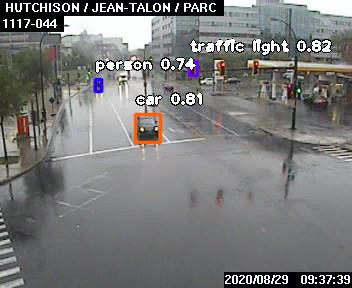 HUTCHISON / JEAN-TALON / PARC
1117-044
traffic light 0.82
person 0.74
car 0.81
2020/08/29 09:37:39